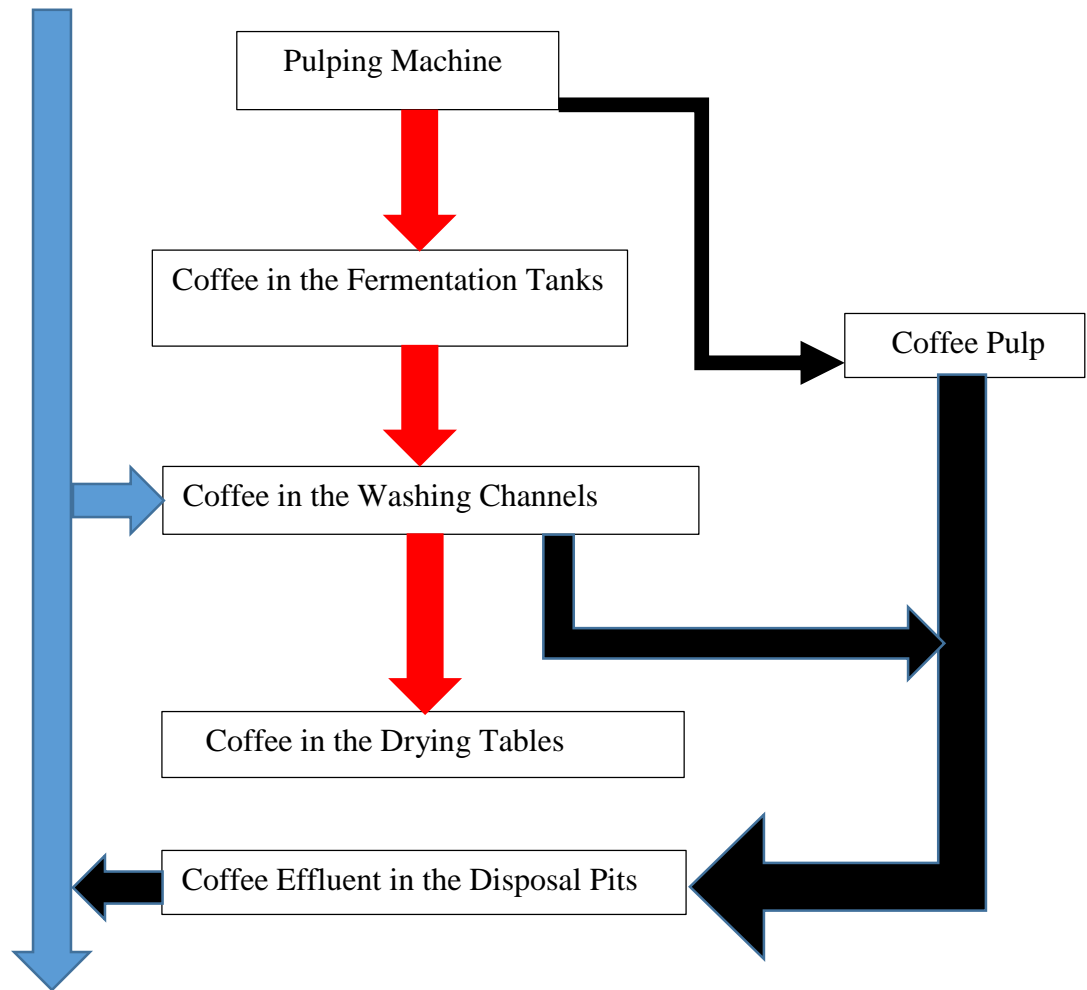 Pulping Machine
Coffee in the Fermentation Tanks
Coffee Pulp
Coffee in the Washing Channels
Coffee in the Drying Tables
Coffee Effluent in the Disposal Pits